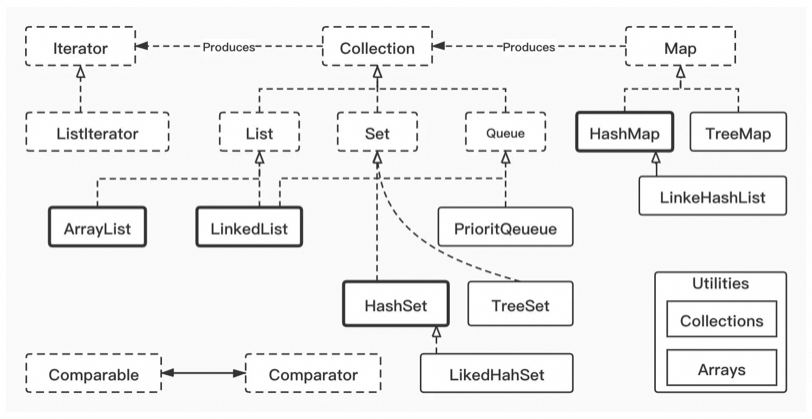 Iterator
Produces
Collection
Produces
Map
ListIterator
List
Set
Queue
HashMap
TreeMap
LinkeHashList
ArrayList
LinkedList
PrioritQeueue
HashSet
TreeSet
Utilities
Collections
Arrays
Comparable
Comparator
LikedHahSet